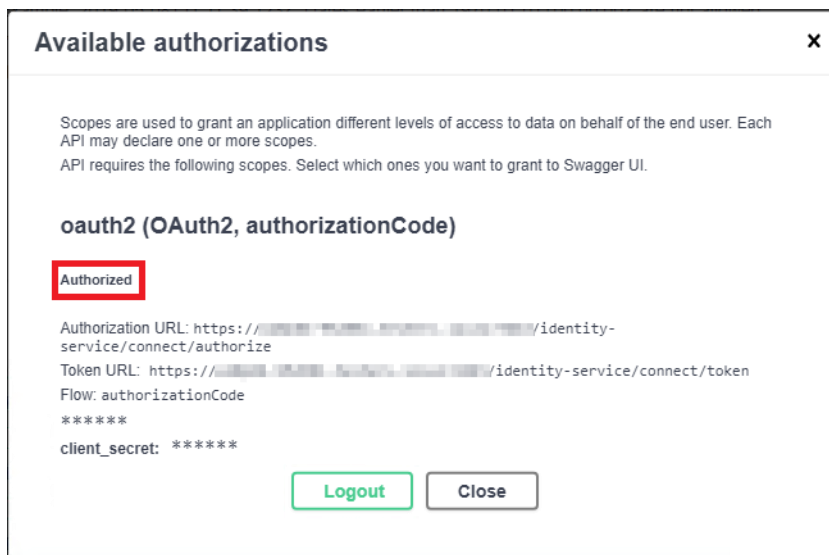 Available authorizations
×
Scopes are used to grant an application different levels of access to data on behalf of the end user. Each
API may declare one or more scopes.
API requires the following scopes. Select which ones you want to grant to Swagger UI.
oauth2 (OAuth2, authorizationCode)
Authorized
Authorization URL: https:// /identity-
service/connect/authorize
Token URL: https:// /identity-service/connect/token
Flow: authorizationCode
******
client_secret: ******
Logout Close